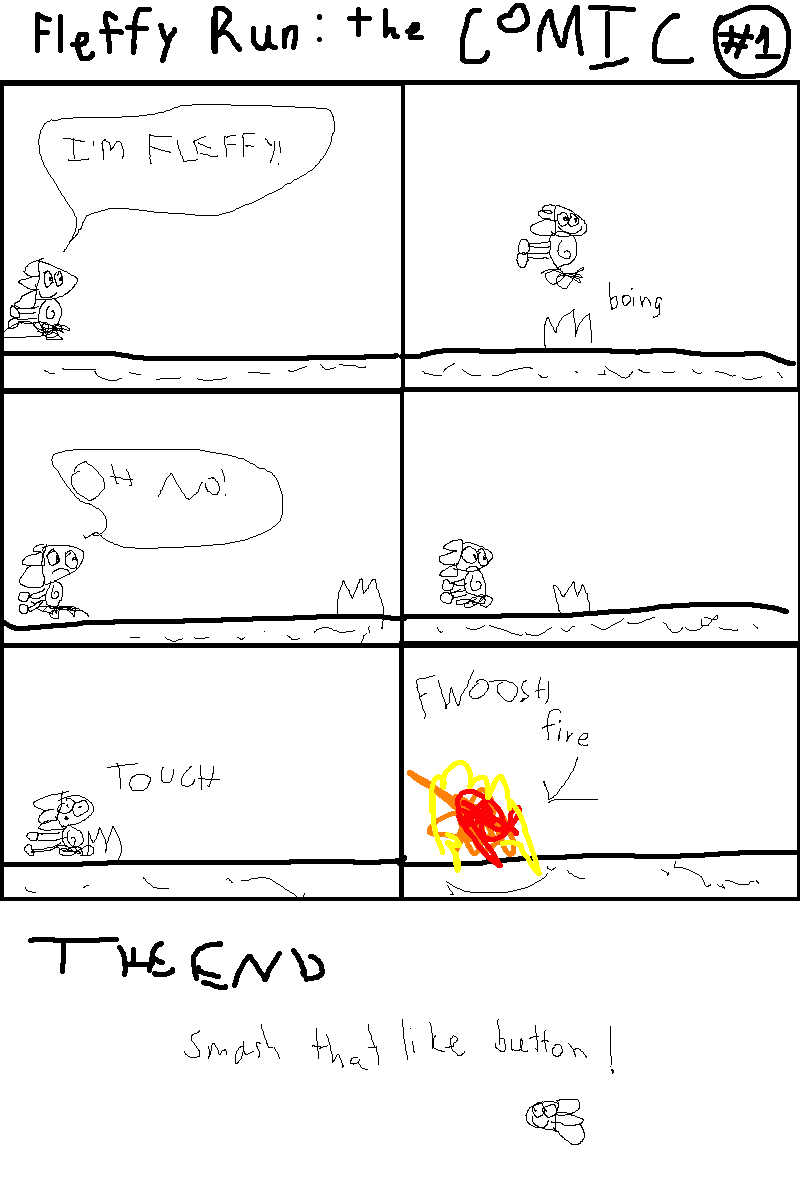 Fleffy Run: the COMIC #1
I'M FLEFFY!
boing
OH NO!
TOUCH
FWOOSH
fire
THE END
smash that like button!